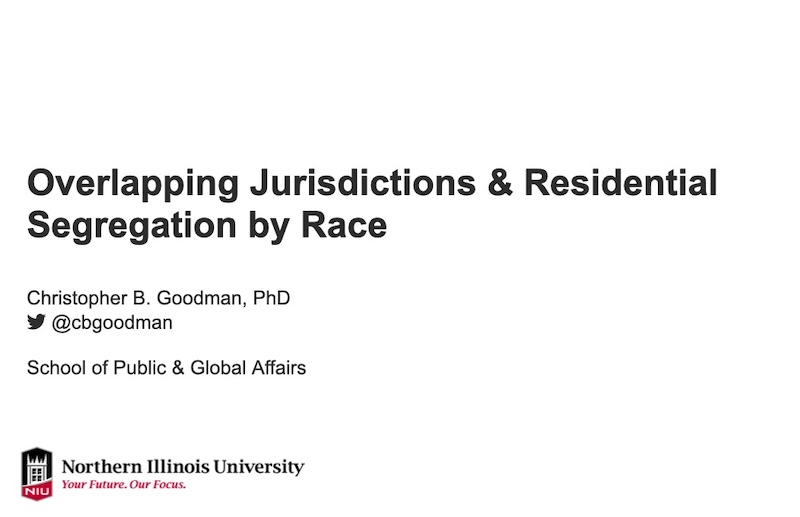 Overlapping Jurisdictions & Residential
Segregation by Race
Christopher B. Goodman, PhD
@cbgoodman
School of Public & Global Affairs
NIU
Northern Illinois University
Your Future. Our Focus.